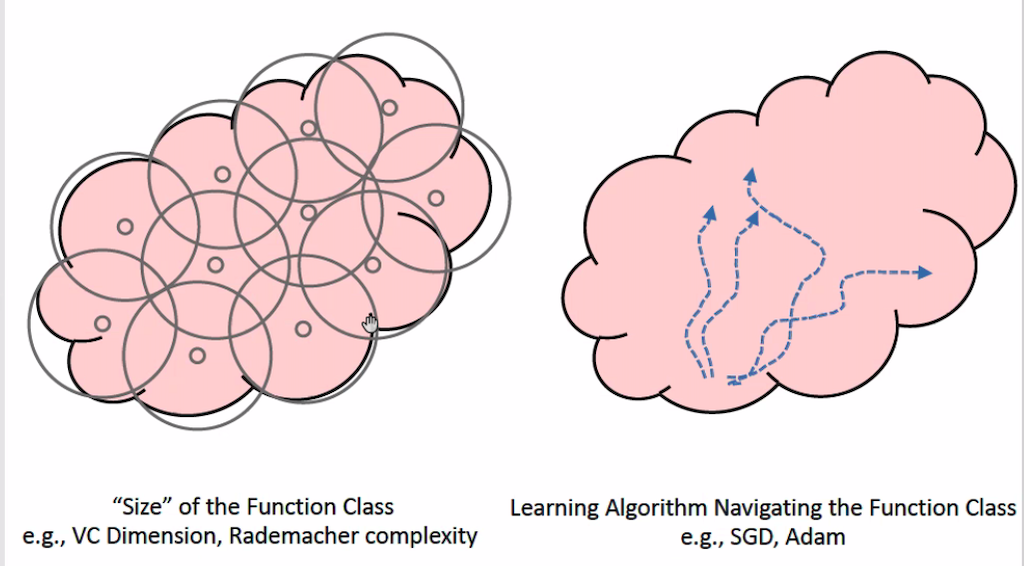 “Size” of the Function Class
e.g., VC Dimension, Rademacher complexity
Learning Algorithm Navigating the Function Class
e.g., SGD, Adam